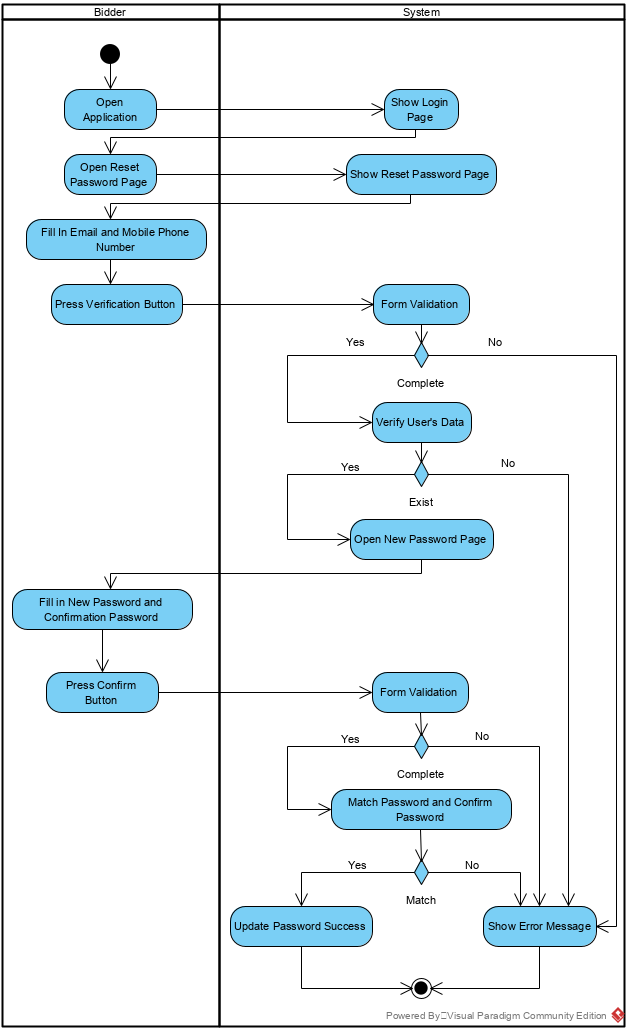 Bidder
System
Open
Application
Show Login
Page
Open Reset
Password Page
Show Reset Password Page
Fill In Email and Mobile Phone
Number
Press Verification Button
Form Validation
Yes
No
Complete
Verify User's Data
Yes
No
Exist
Open New Password Page
Fill in New Password and
Confirmation Password
Press Confirm
Button
Form Validation
Yes
No
Complete
Match Password and Confirm
Password
Yes
No
Match
Update Password Success
Show Error Message
Powered By Visual Paradigm Community Edition